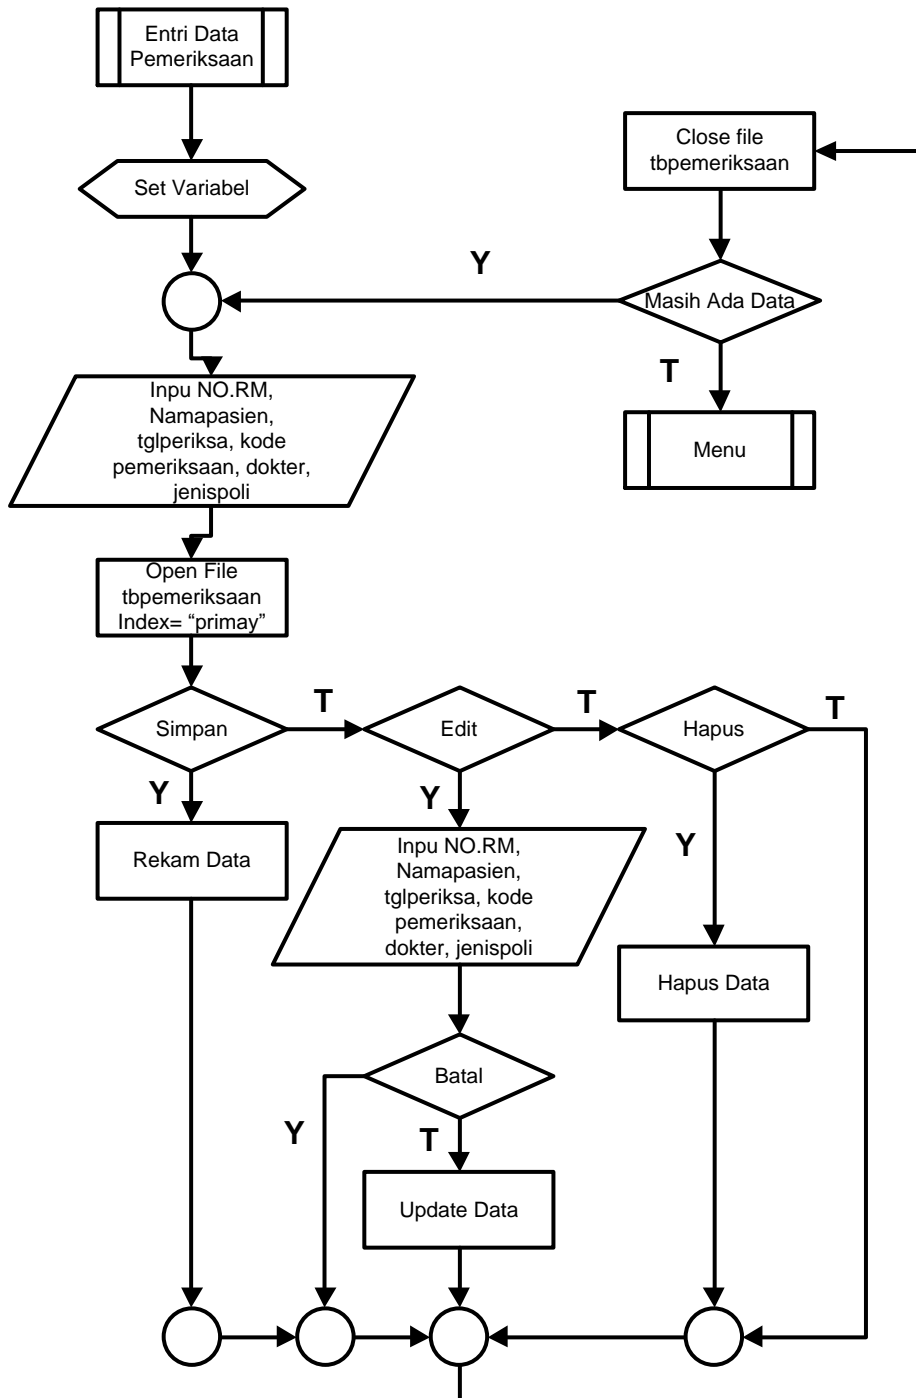 Entri Data
Pemeriksaan
Close file
tbpemeriksaan
Set Variabel
Y
Masih Ada Data
T
Menu
Inpu NO.RM,
Namapasien,
tglperiksa, kode
pemeriksaan, dokter,
jenispoli
Open File
tbpemeriksaan
Index= “primay”
Simpan
T
Edit
T
Hapus
T
Y
Rekam Data
Y
Inpu NO.RM,
Namapasien,
tglperiksa, kode
pemeriksaan,
dokter, jenispoli
Y
Hapus Data
Batal
Y
T
Update Data